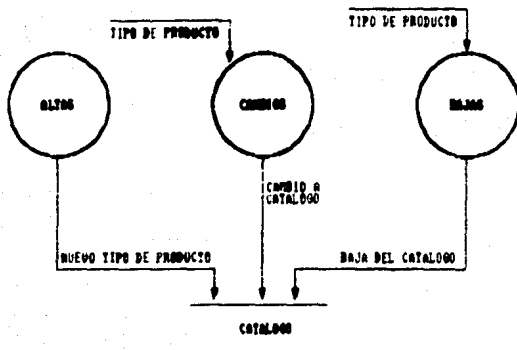 TIPO DE PRODUCTO
TIPO DE PRODUCTO
ALTAS
CAMBIOS
BAJAS
CAMBIO A
CATALOGO
NUEVO TIPO DE PRODUCTO
BAJA DEL CATALOGO
CATALOGO